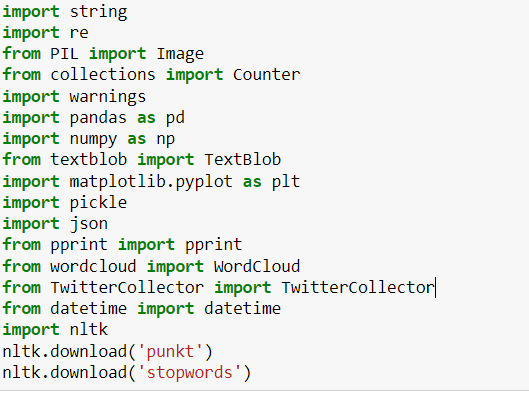 import string
import re
from PIL import Image
from collections import Counter
import warnings
import pandas as pd
import numpy as np
from textblob import TextBlob
import matplotlib.pyplot as plt
import pickle
import json
from pprint import pprint
from wordcloud import WordCloud
from TwitterCollector import TwitterCollector
from datetime import datetime
import nltk
nltk.download('punkt')
nltk.download('stopwords')